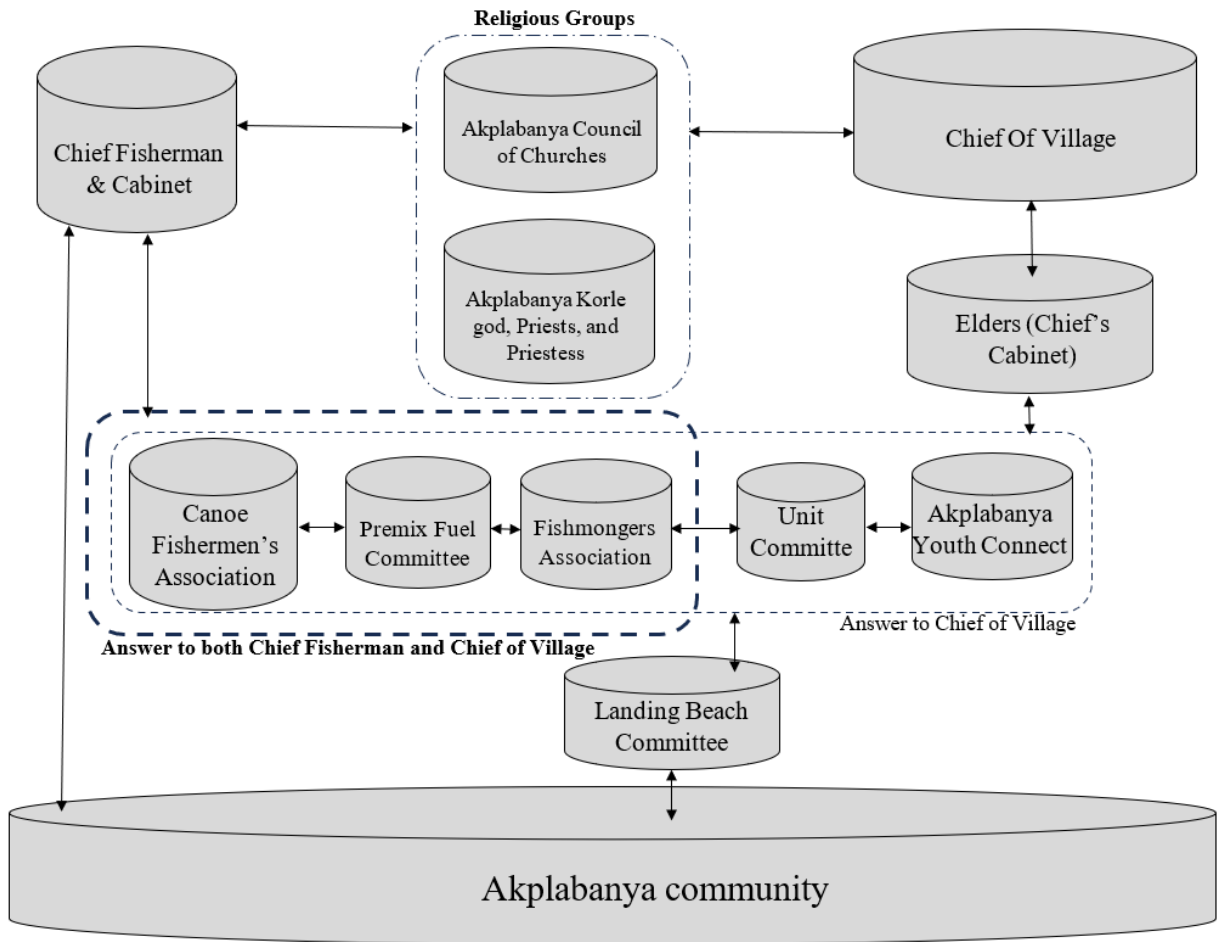 Religious Groups
Chief Fisherman
& Cabinet
Akplabanya Council
of Churches
Chief Of Village
Akplabanya Korle
god, Priests, and
Priestess
Elders (Chief’s
Cabinet)
Canoe
Fishermen’s
Association
Premix Fuel
Committee
Fishmongers
Association
Unit
Committe
Akplabanya
Youth Connect
Answer to Chief of Village
Answer to both Chief Fisherman and Chief of Village
Landing Beach
Committee
Akplabanya community